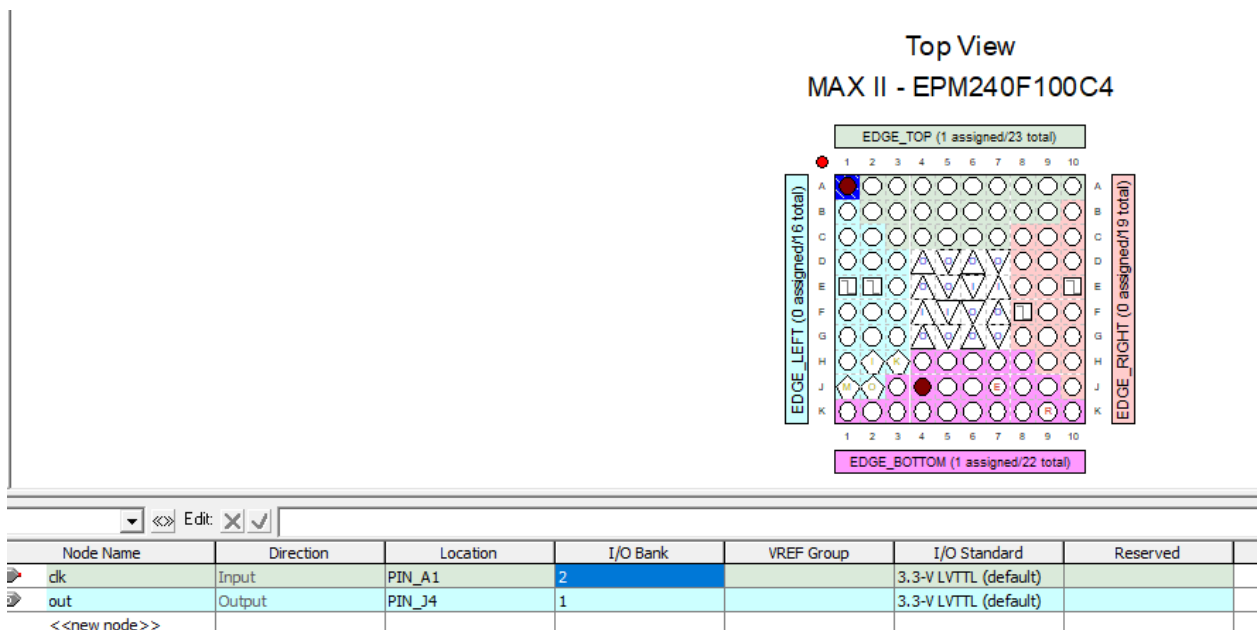 Top View
MAX II - EPM240F100C4
EDGE_TOP (1 assigned/23 total)
1 2 3 4 5 6 7 8 9 10
EDGE_LEFT (0 assigned/16 total)
EDGE_RIGHT (0 assigned/19 total)
A A
B B
C C
D O O O O D
E O O I I E
F I I O O F
G O O O O G
H I K H
J M O E J
K R K
1 2 3 4 5 6 7 8 9 10
EDGE_BOTTOM (1 assigned/22 total)
Edit:
Node Name Direction Location I/O Bank VREF Group I/O Standard Reserved
clk Input PIN_A1 2 3.3-V LVTTL (default)
out Output PIN_J4 1 3.3-V LVTTL (default)
<<new node>>